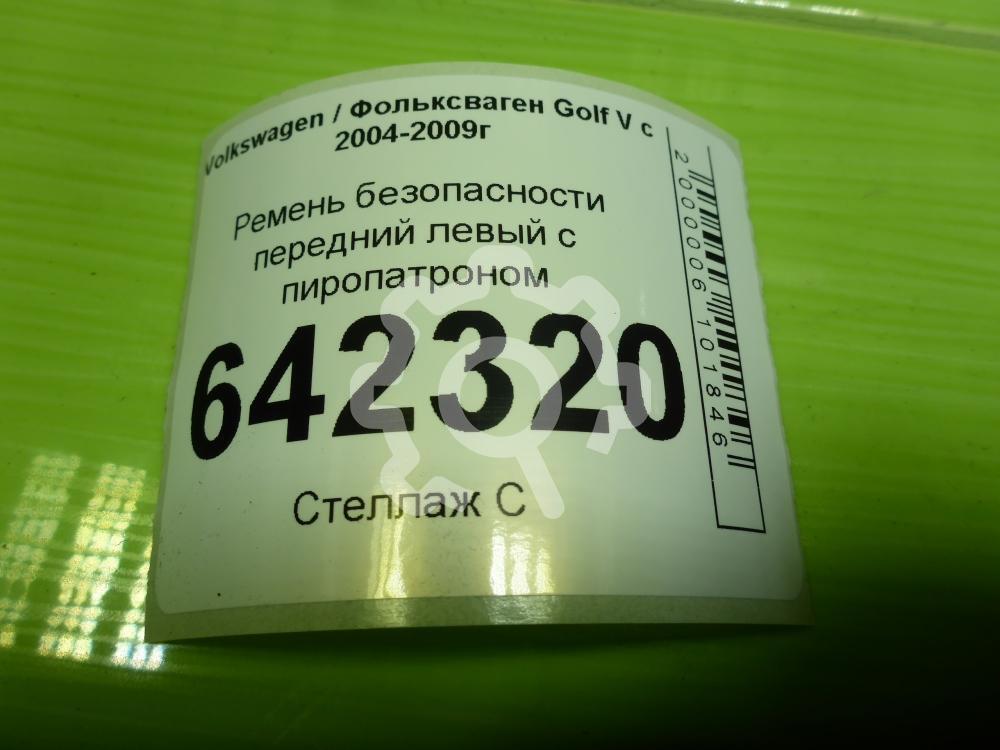 Volkswagen / Фольксваген Golf V с
2004-2009г
Ремень безопасности
передний левый с
пиропатроном
642320
Стеллаж С
2000006101846